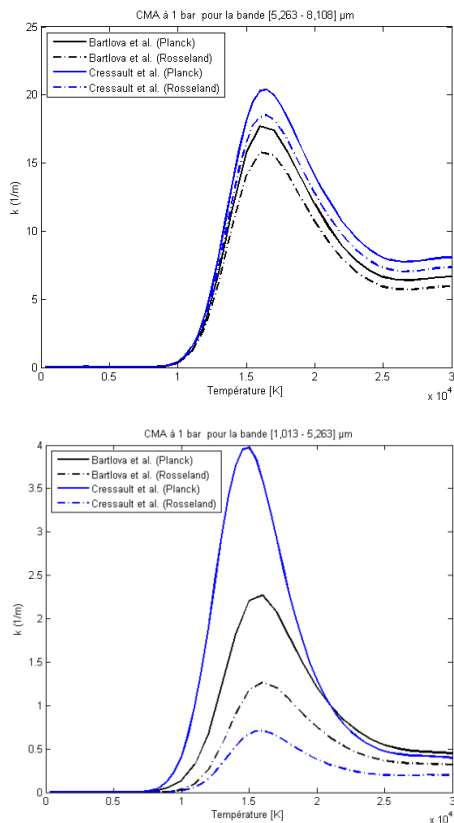 CMA à 1 bar pour la bande [5,263 - 8,108] µm
Bartlova et al. (Planck)
Bartlova et al. (Rosseland)
Cressault et al. (Planck)
Cressault et al. (Rosseland)
25
20
15
10
5
0
k (1/m)
0 0.5 1 1.5 2 2.5 3
Température [K]
x 10⁴
CMA à 1 bar pour la bande [1,013 - 5,263] µm
Bartlova et al. (Planck)
Bartlova et al. (Rosseland)
Cressault et al. (Planck)
Cressault et al. (Rosseland)
4
3.5
3
2.5
2
1.5
1
0.5
0
k (1/m)
0 0.5 1 1.5 2 2.5 3
Température [K]
x 10⁴